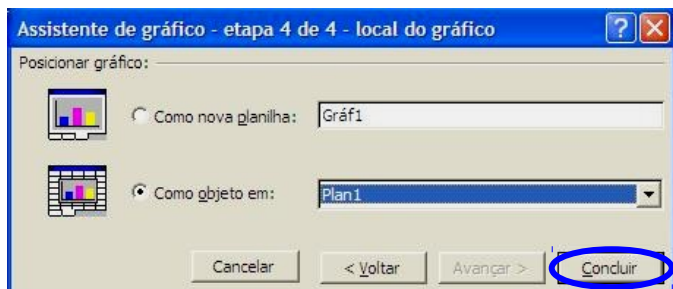 Assistente de gráfico - etapa 4 de 4 - local do gráfico
Posicionar gráfico:
Como nova planilha: Gráf1
Como objeto em: Plan1
Cancelar < Voltar Avançar > Concluir